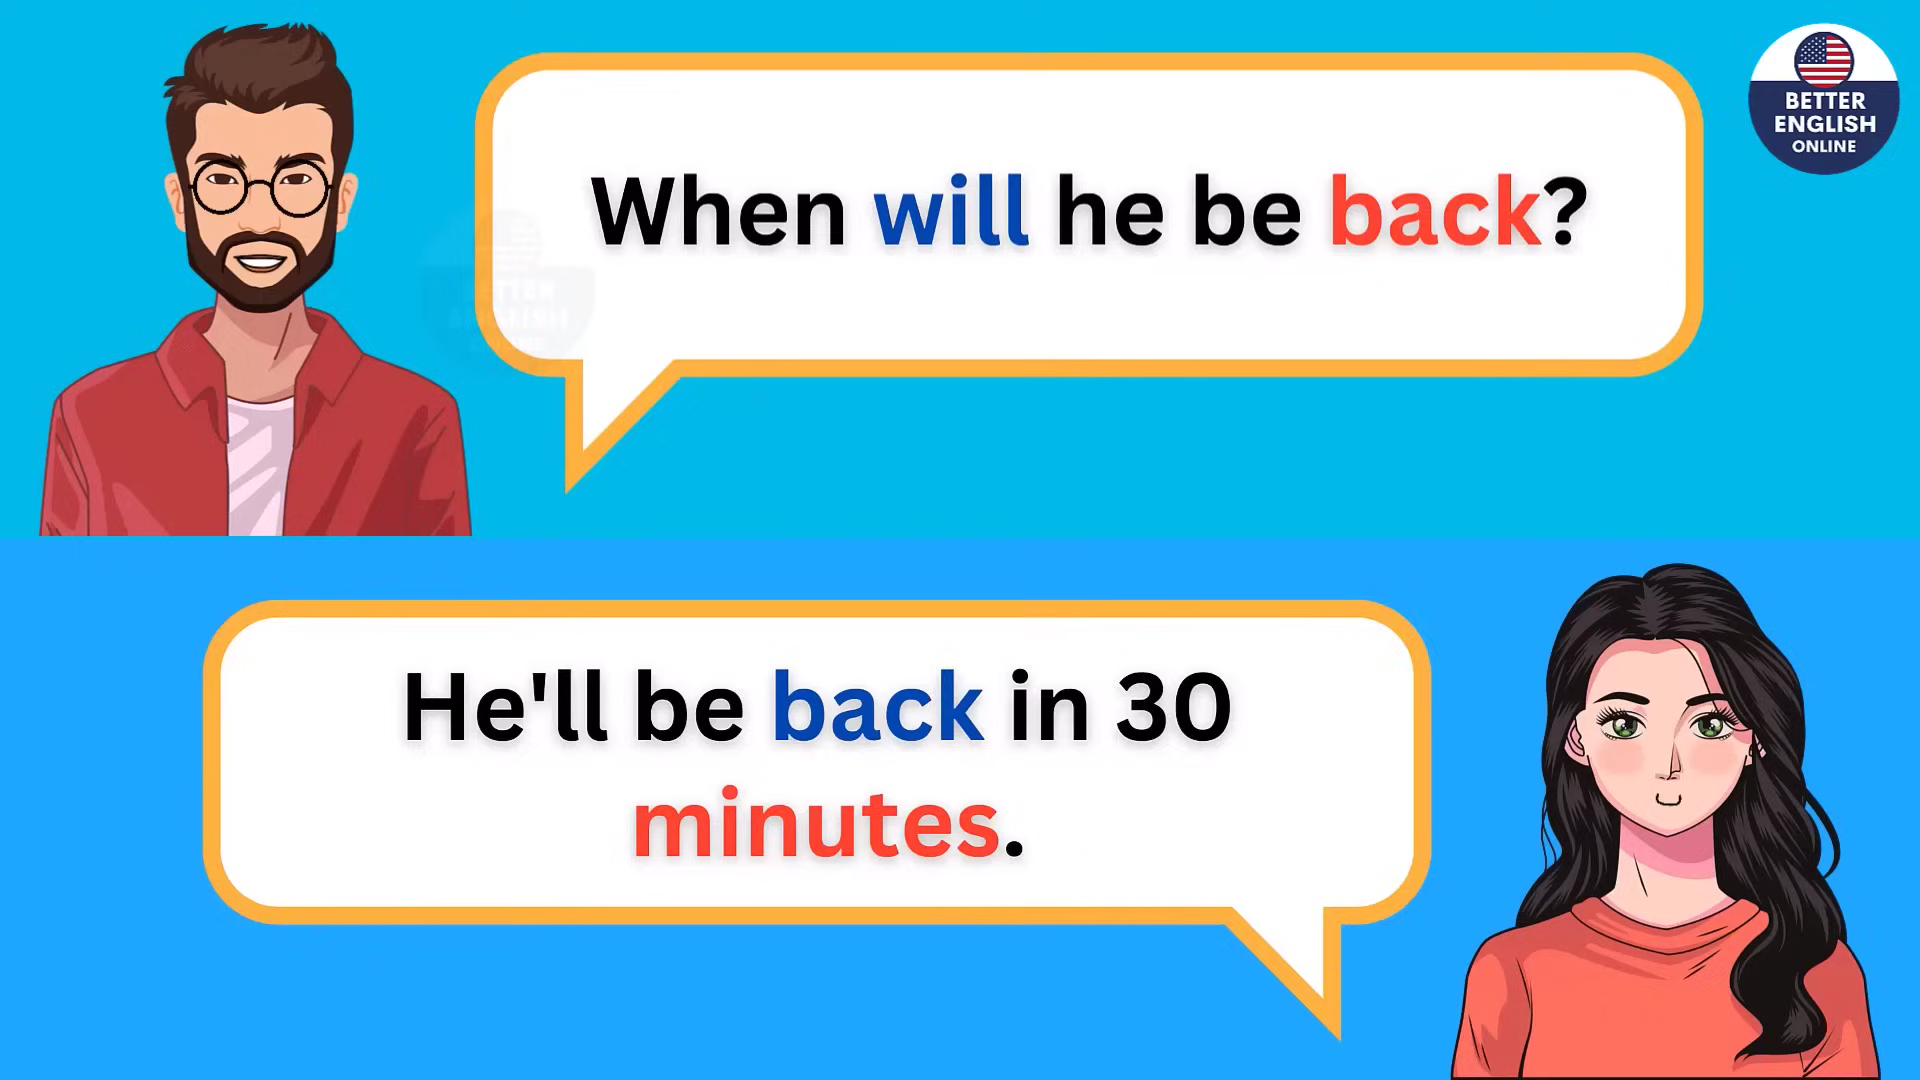 When will he be back?
BETTER
ENGLISH
ONLINE
He'll be back in 30
minutes.